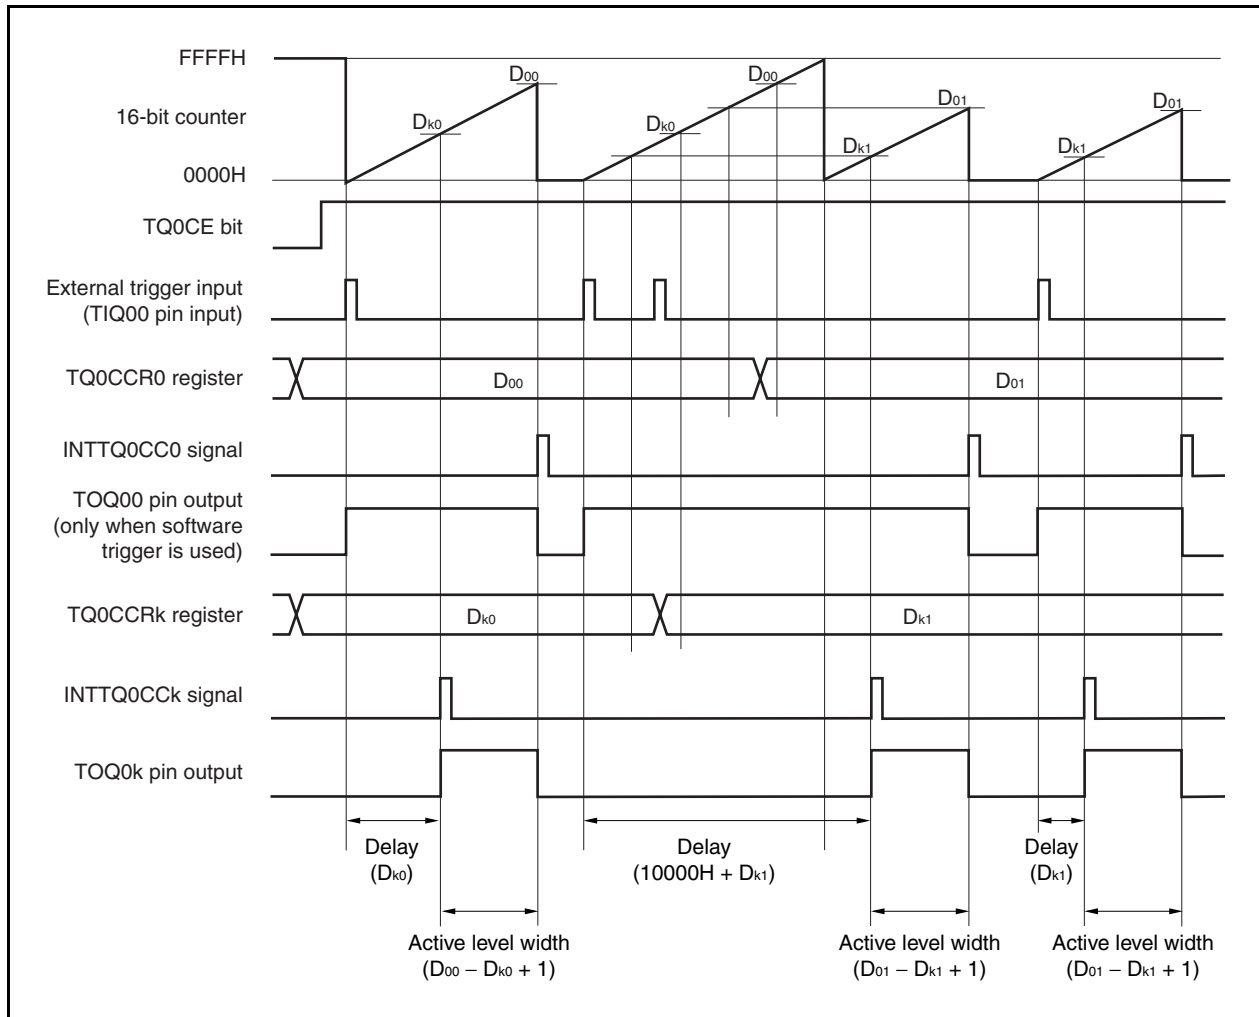 FFFFH
D00
D00
16-bit counter
Dk0
Dk0
D01
D01
Dk1
Dk1
0000H
TQ0CE bit
External trigger input
(TIQ00 pin input)
TQ0CCR0 register
D00
D01
INTTQ0CC0 signal
TOQ00 pin output
(only when software
trigger is used)
TQ0CCRk register
Dk0
Dk1
INTTQ0CCk signal
TOQ0k pin output
Delay
(Dk0)
Delay
(10000H + Dk1)
Delay
(Dk1)
Active level width
(D00 − Dk0 + 1)
Active level width
(D01 − Dk1 + 1)
Active level width
(D01 − Dk1 + 1)